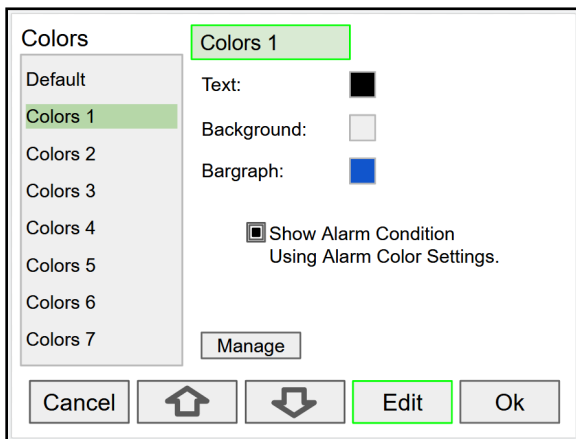 Colors
Default
Colors 1
Colors 2
Colors 3
Colors 4
Colors 5
Colors 6
Colors 7
Colors 1
Text:
Background:
Bargraph:
Show Alarm Condition
Using Alarm Color Settings.
Manage
Cancel
Edit
Ok